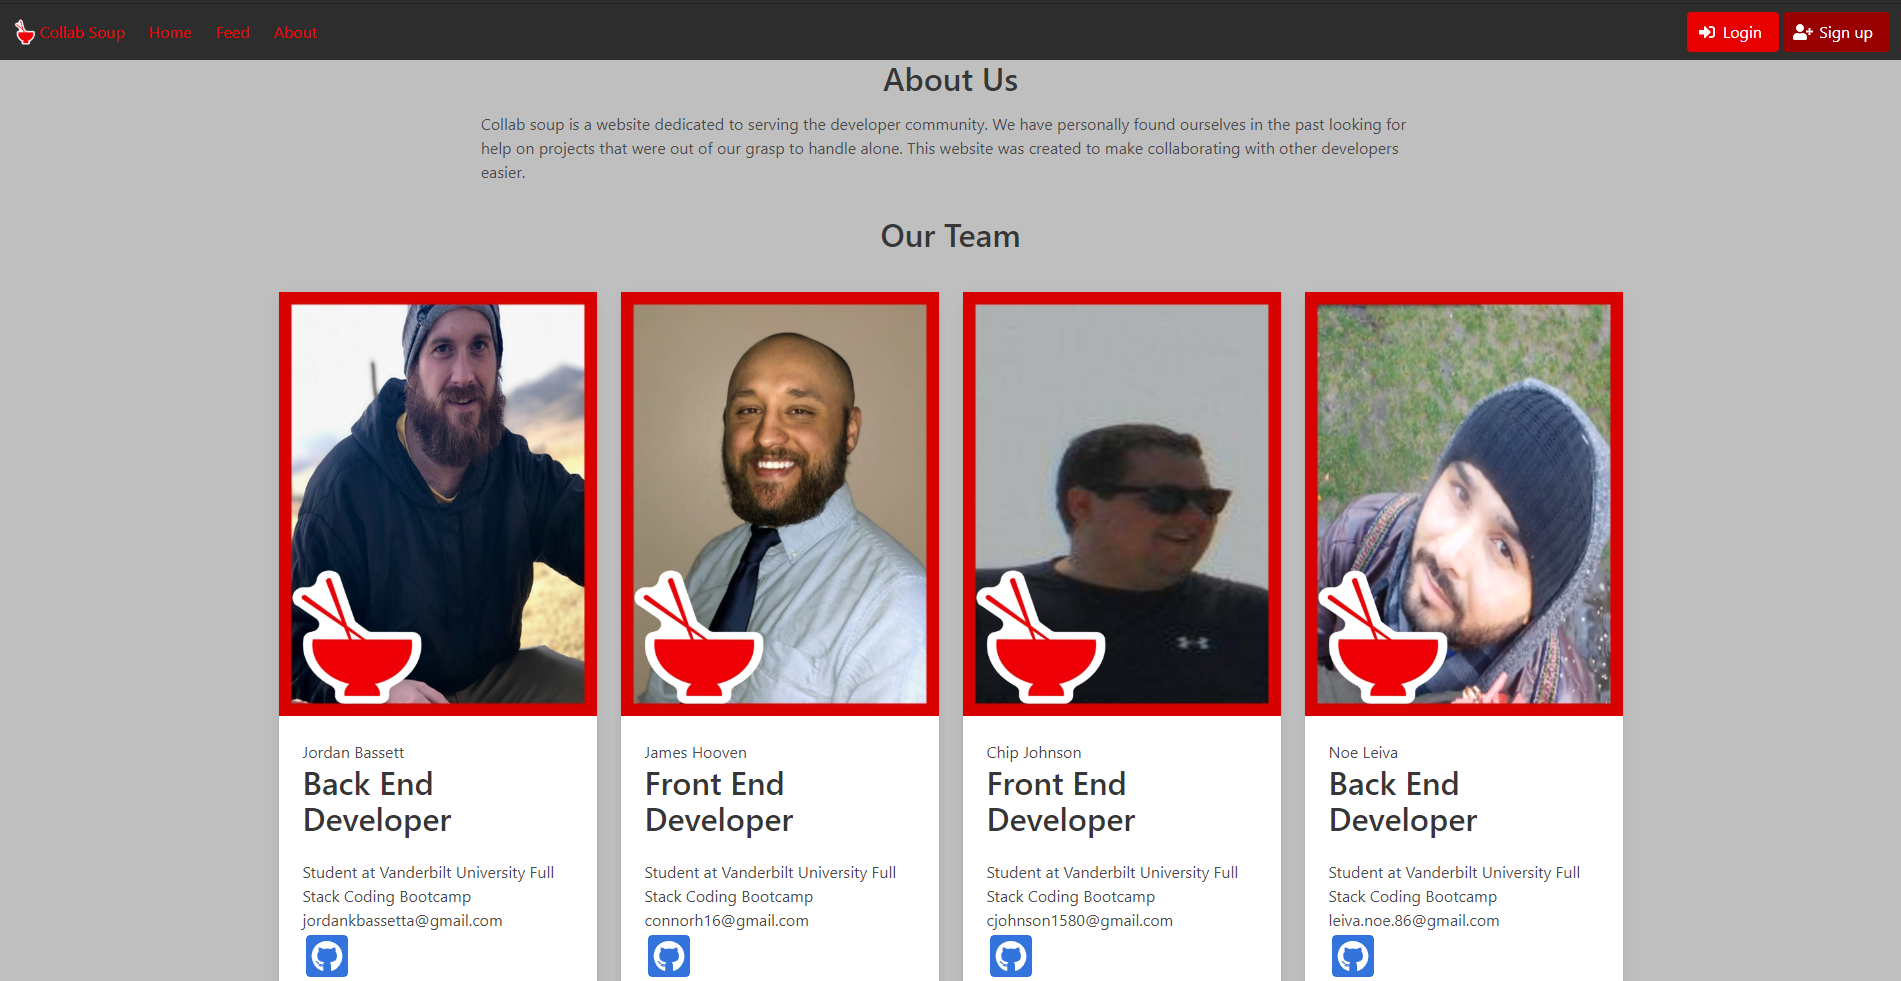 Collab Soup Home Feed About Login Sign up
About Us
Collab soup is a website dedicated to serving the developer community. We have personally found ourselves in the past looking for
help on projects that were out of our grasp to handle alone. This website was created to make collaborating with other developers
easier.
Our Team
Jordan Bassett
Back End
Developer
Student at Vanderbilt University Full
Stack Coding Bootcamp
jordankbassetta@gmail.com
James Hooven
Front End
Developer
Student at Vanderbilt University Full
Stack Coding Bootcamp
connorh16@gmail.com
Chip Johnson
Front End
Developer
Student at Vanderbilt University Full
Stack Coding Bootcamp
cjohnson1580@gmail.com
Noe Leiva
Back End
Developer
Student at Vanderbilt University Full
Stack Coding Bootcamp
leiva.noe.86@gmail.com